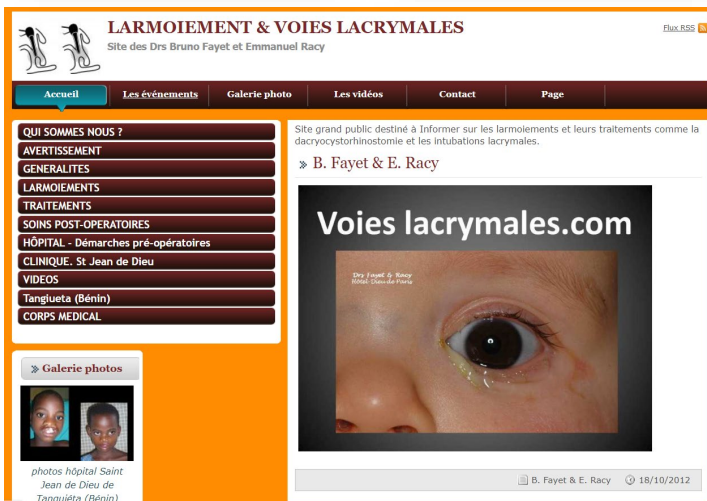 LARMOIEMENT & VOIES LACRYMALES
Site des Drs Bruno Fayet et Emmanuel Racy
Flux RSS
Accueil
Les événements
Galerie photo
Les vidéos
Contact
Page
QUI SOMMES NOUS ?
AVERTISSEMENT
GENERALITES
LARMOIEMENTS
TRAITEMENTS
SOINS POST-OPERATOIRES
HÔPITAL - Démarches pré-opératoires
CLINIQUE. St Jean de Dieu
VIDEOS
Tanguieta (Bénin)
CORPS MEDICAL
Galerie photos
photos hôpital Saint
Jean de Dieu de
Tanguiéta (Bénin)
Site grand public destiné à Informer sur les larmoiements et leurs traitements comme la
dacryocystorhinostomie et les intubations lacrymales.
B. Fayet & E. Racy
Voies lacrymales.com
Drs Fayet & Racy
Hôtel Dieu de Paris
B. Fayet & E. Racy
18/10/2012